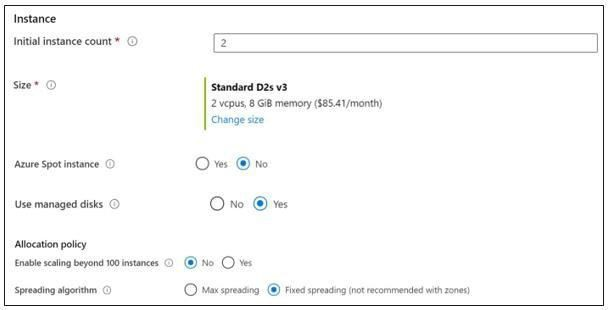 Instance
Initial instance count * ⓘ 2
Size * ⓘ Standard D2s v3
2 vcpus, 8 GiB memory ($85.41/month)
Change size
Azure Spot instance ⓘ Yes No
Use managed disks ⓘ No Yes
Allocation policy
Enable scaling beyond 100 instances ⓘ No Yes
Spreading algorithm ⓘ Max spreading Fixed spreading (not recommended with zones)